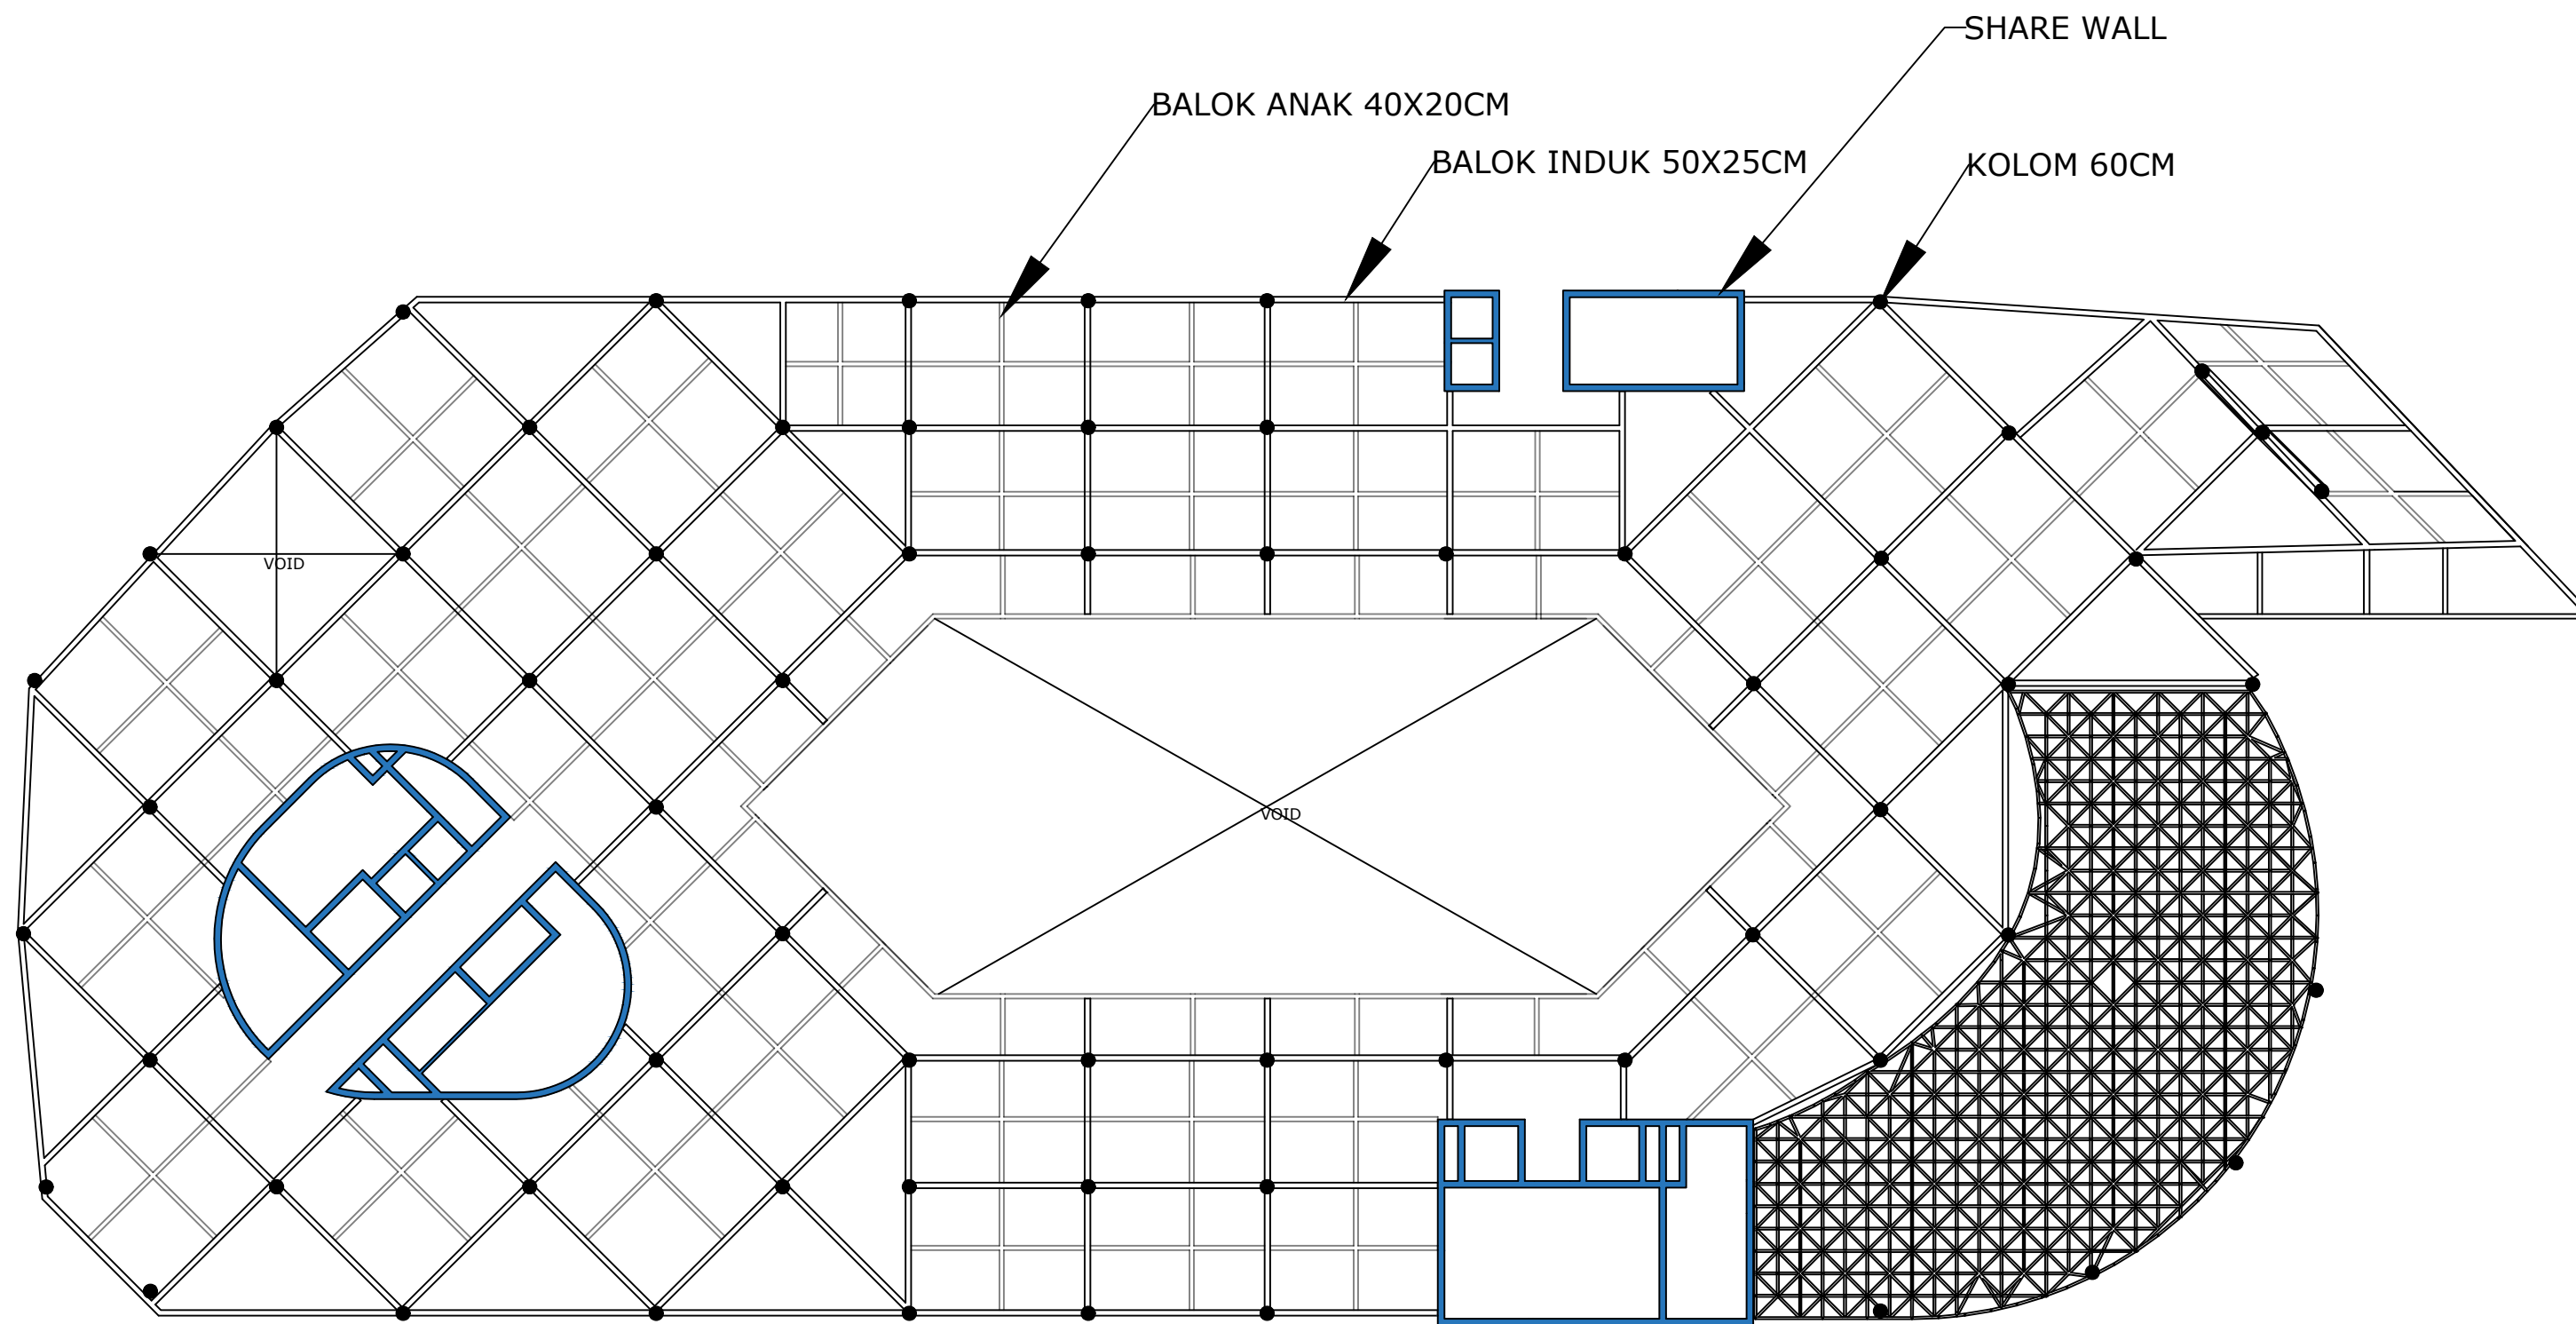 SHARE WALL
BALOK ANAK 40X20CM
BALOK INDUK 50X25CM
KOLOM 60CM
VOID
VOID